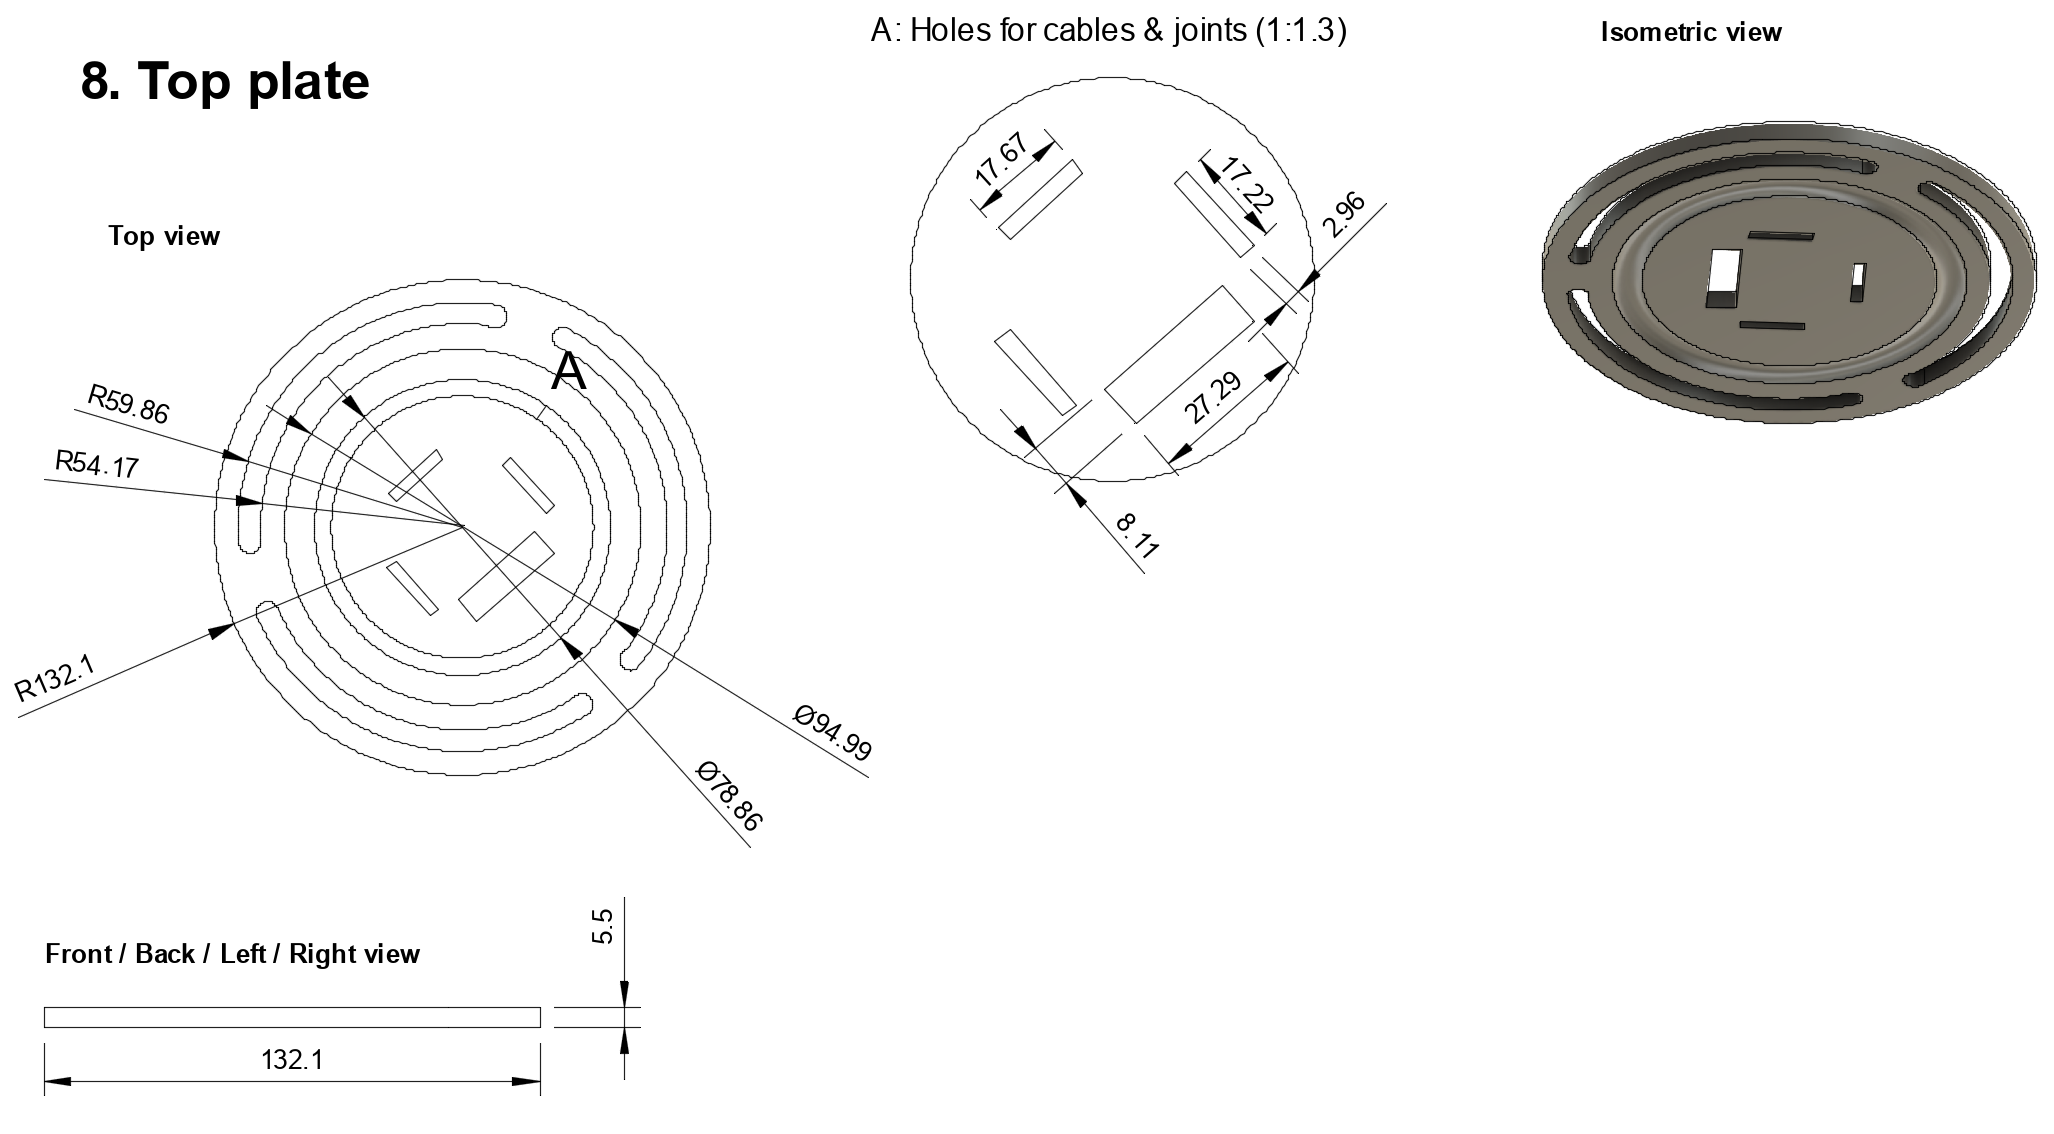 8. Top plate
A: Holes for cables & joints (1:1.3)
Isometric view
Top view
17.67
17.22
2.96
27.29
8.11
A
R59.86
R54.17
R132.1
Ø94.99
Ø78.86
Front / Back / Left / Right view
5.5
132.1